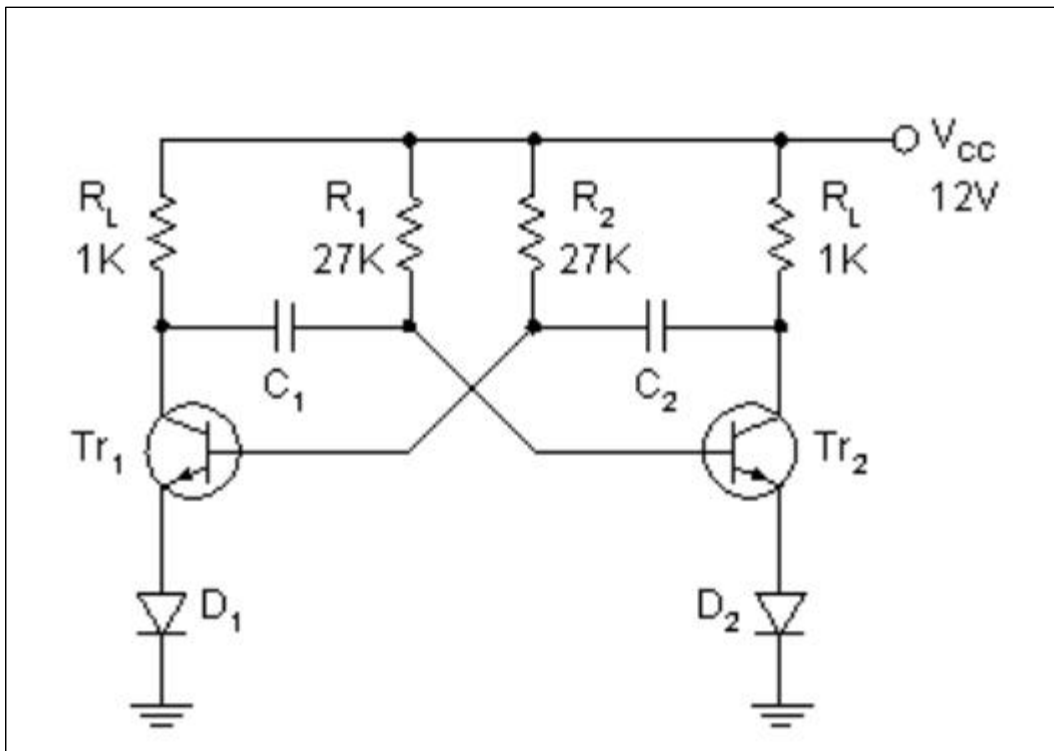 V_CC
12V
R_L
1K
R_1
27K
R_2
27K
R_L
1K
C_1
C_2
Tr_1
Tr_2
D_1
D_2